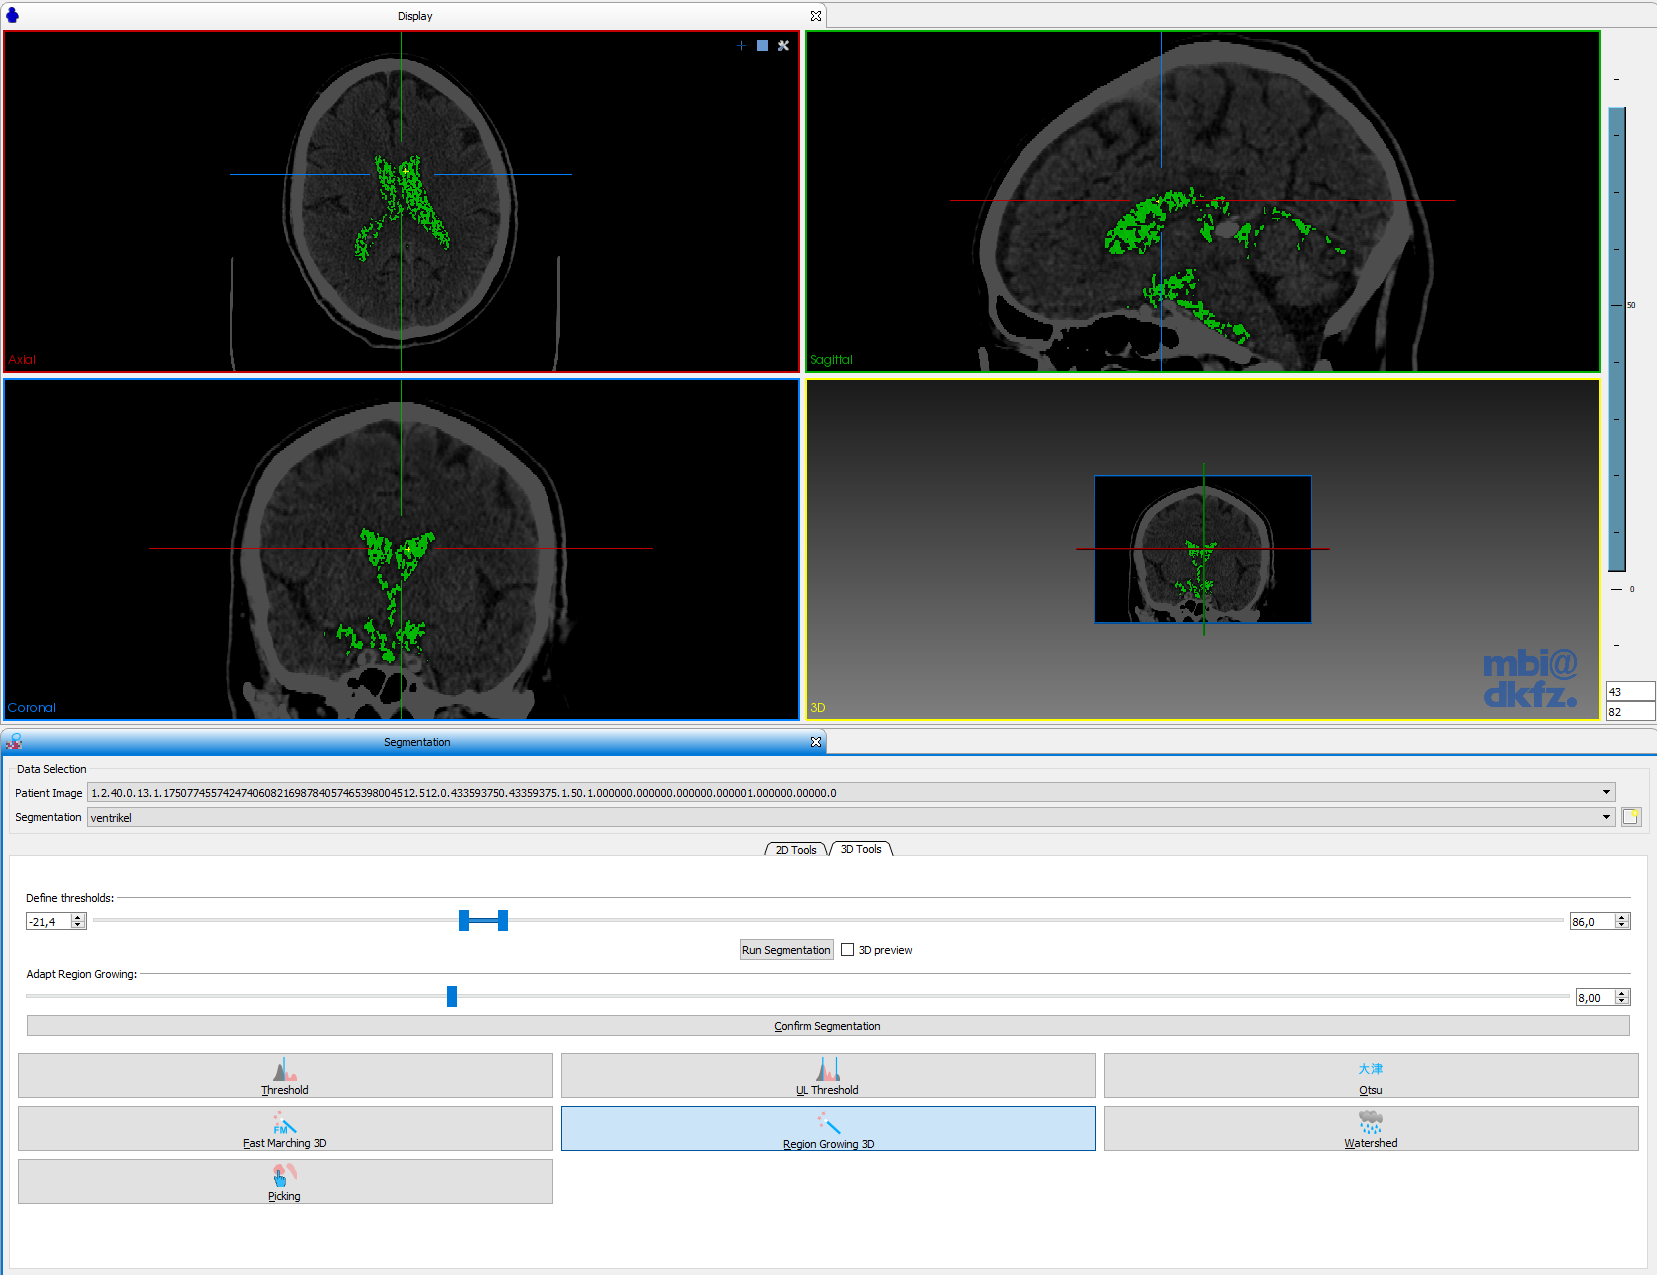 Display
Axial
Sagittal
50
Coronal
3D
mbi@
dkfz.
0
43
82
Segmentation
Data Selection
Patient Image 1.2.40.0.13.1.175077455742474060821698784057465398004512.512.0.433593750.43359375.1.50.1.000000.000000.000000.000001.000000.00000.0
Segmentation ventrikel
2D Tools 3D Tools
Define thresholds:
-21,4 86,0
Run Segmentation 3D preview
Adapt Region Growing:
8,00
Confirm Segmentation
大津
Threshold UL Threshold Otsu
FM
Fast Marching 3D Region Growing 3D Watershed
Picking